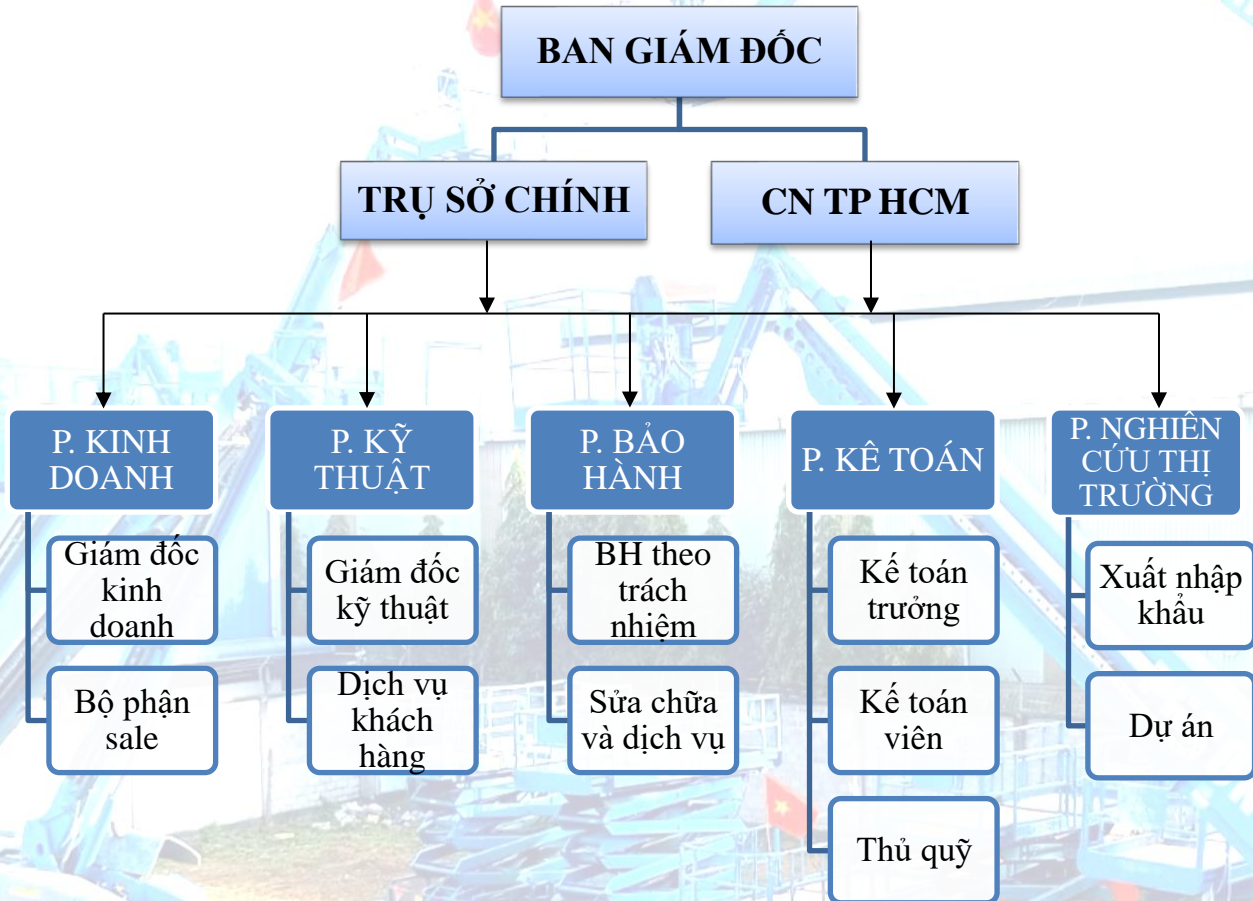 BAN GIÁM ĐỐC
TRỤ SỞ CHÍNH
CN TP HCM
P. KINH
DOANH
Giám đốc
kinh
doanh
Bộ phận
sale
P. KỸ
THUẬT
Giám đốc
kỹ thuật
Dịch vụ
khách
hàng
P. BẢO
HÀNH
BH theo
trách
nhiệm
Sửa chữa
và dịch vụ
P. KÊ TOÁN
Kế toán
trưởng
Kế toán
viên
Thủ quỹ
P. NGHIÊN
CỨU THỊ
TRƯỜNG
Xuất nhập
khẩu
Dự án